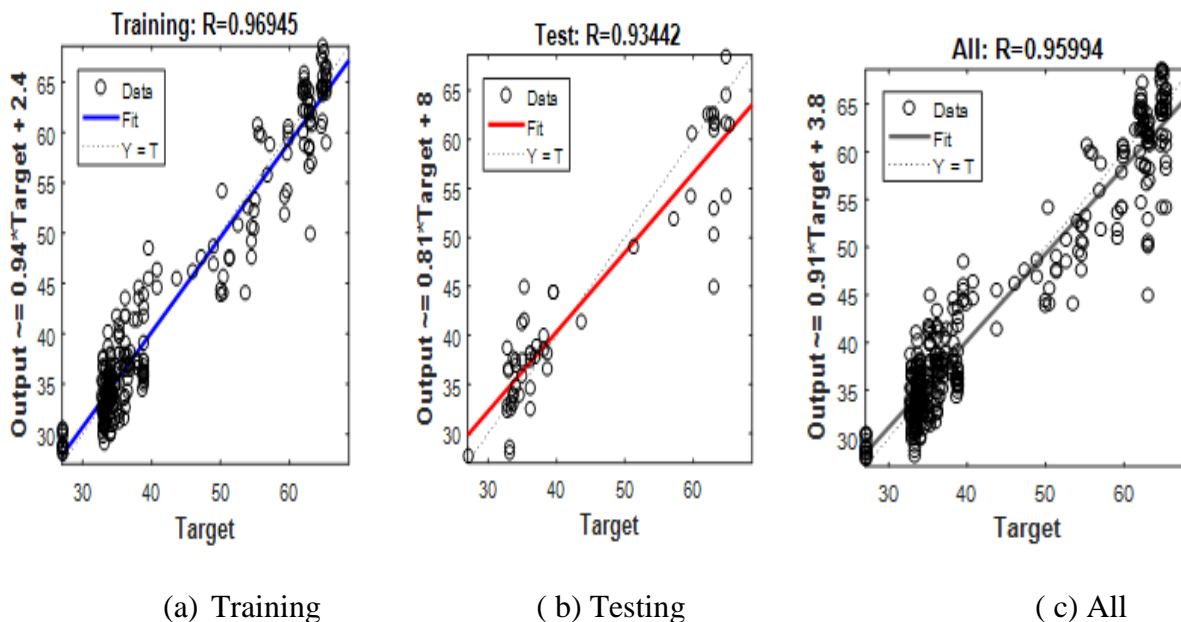 Training: R=0.96945
Output ~= 0.94*Target + 2.4
65
60
55
50
45
40
35
30
Data
Fit
Y = T
30 40 50 60
Target
(a) Training
Test: R=0.93442
Output ~= 0.81*Target + 8
65
60
55
50
45
40
35
30
Data
Fit
Y = T
30 40 50 60
Target
( b) Testing
All: R=0.95994
Output ~= 0.91*Target + 3.8
65
60
55
50
45
40
35
30
Data
Fit
Y = T
30 40 50 60
Target
( c) All